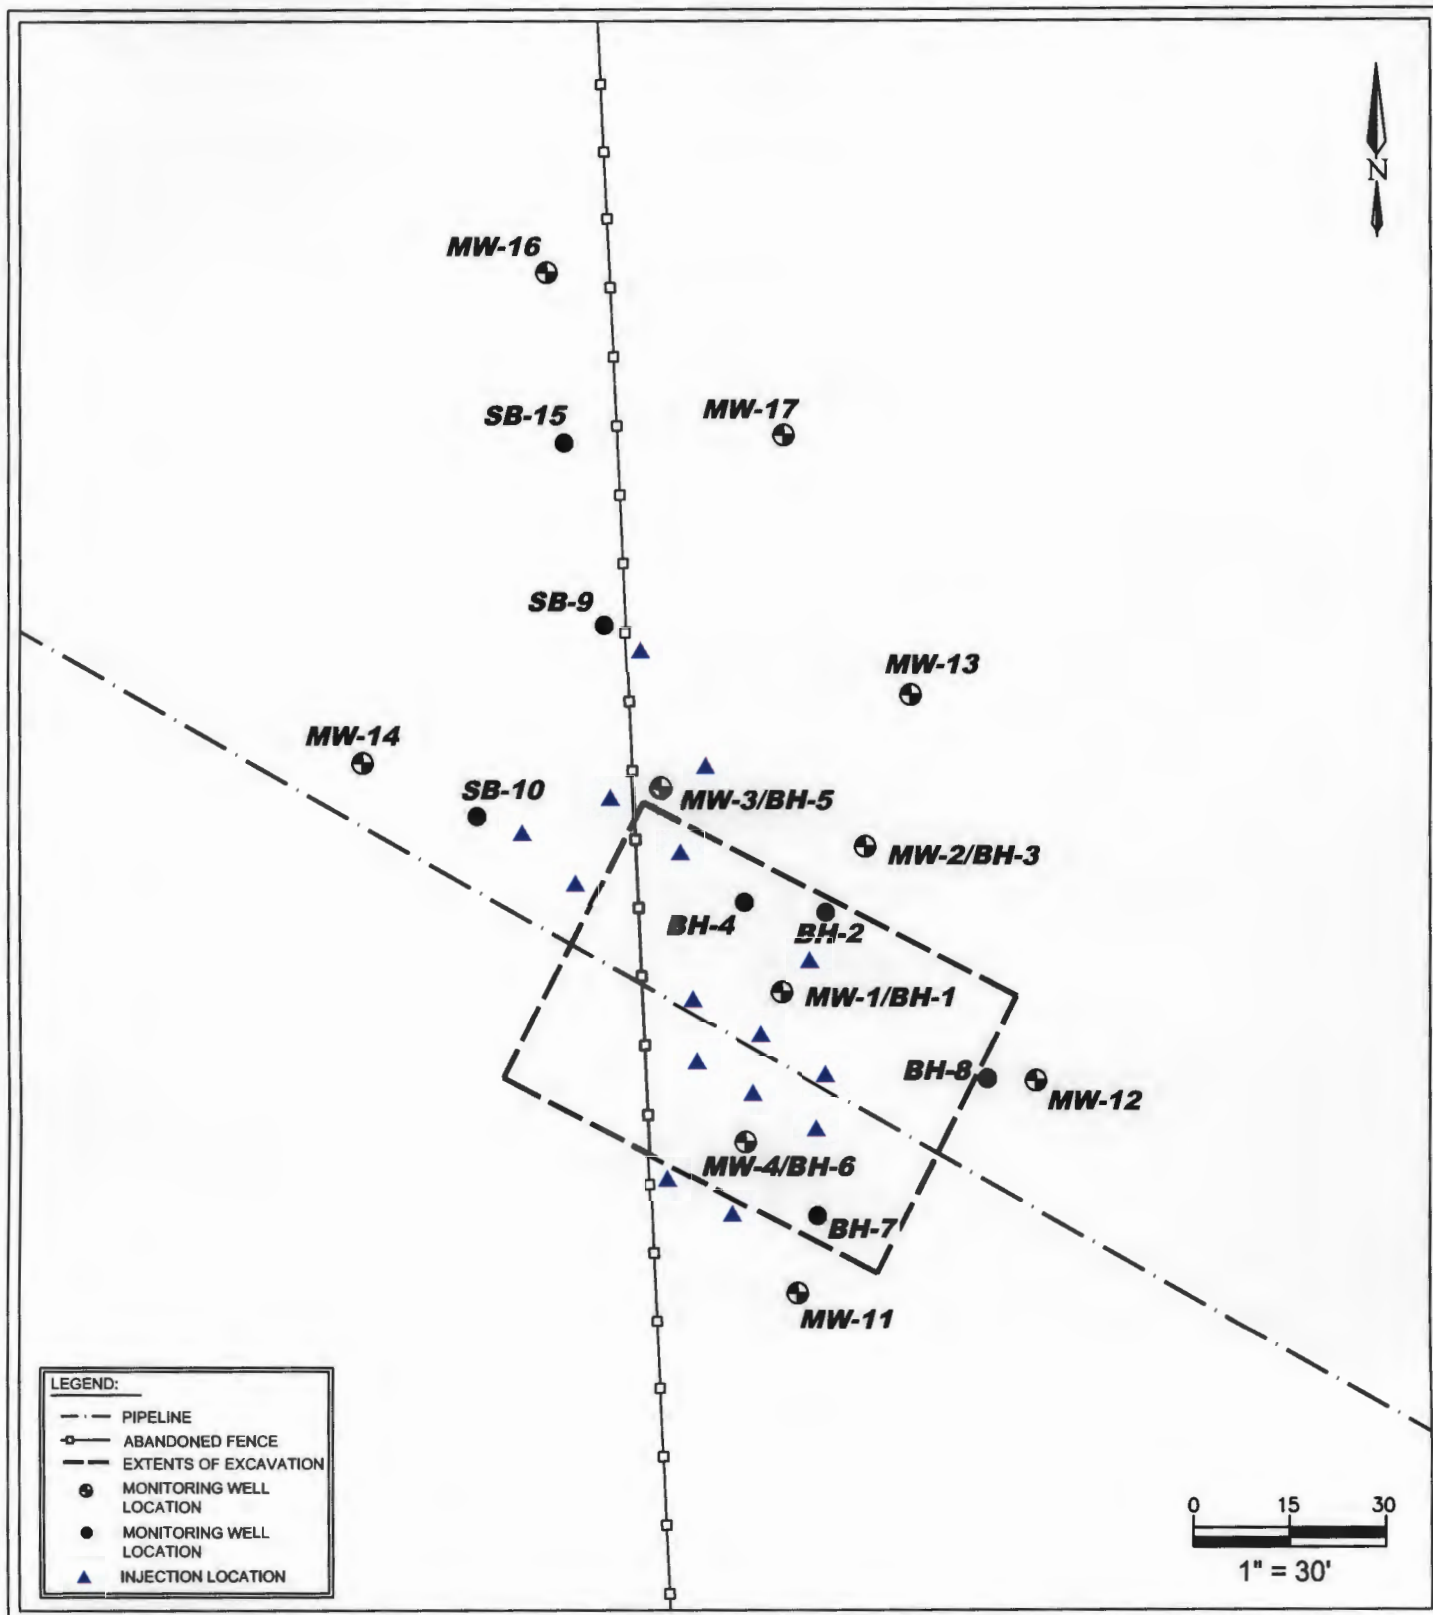 N
MW-16
SB-15
MW-17
SB-9
MW-13
MW-14
SB-10
MW-3/BH-5
MW-2/BH-3
BH-4
BH-2
MW-1/BH-1
BH-8
MW-12
MW-4/BH-6
BH-7
MW-11
LEGEND:
PIPELINE
ABANDONED FENCE
EXTENTS OF EXCAVATION
MONITORING WELL
LOCATION
MONITORING WELL
LOCATION
INJECTION LOCATION
0 15 30
1" = 30'